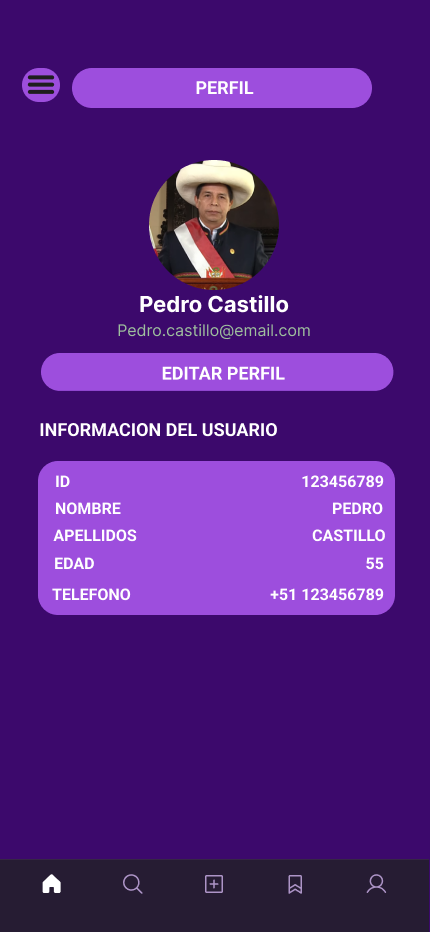 PERFIL
Pedro Castillo
Pedro.castillo@email.com
EDITAR PERFIL
INFORMACION DEL USUARIO
ID 123456789
NOMBRE PEDRO
APELLIDOS CASTILLO
EDAD 55
TELEFONO +51 123456789